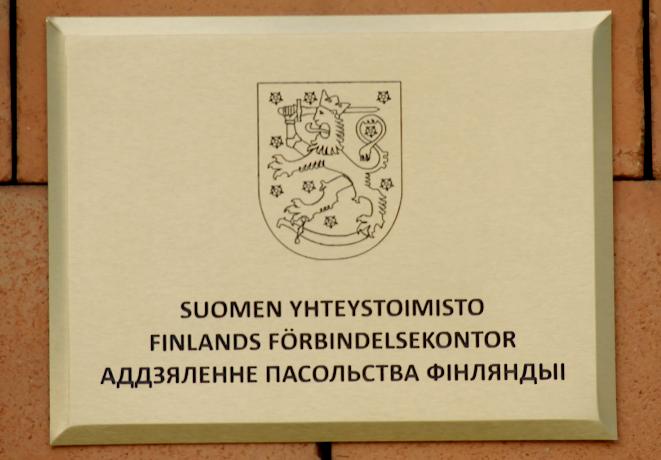 SUOMEN YHTEYSTOIMISTO
FINLANDS FÖRBINDELSEKONTOR
АДДЗЯЛЕННЕ ПАСОЛЬСТВА ФІНЛЯНДЫІ